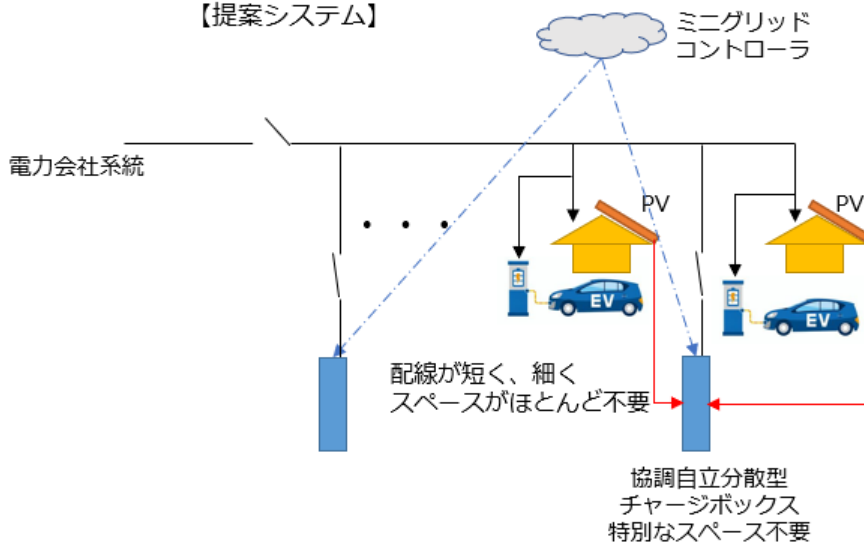 【提案システム】
ミニグリッド
コントローラ
電力会社系統
・・・
PV
PV
EV
EV
配線が短く、細く
スペースがほとんど不要
協調自立分散型
チャージボックス
特別なスペース不要